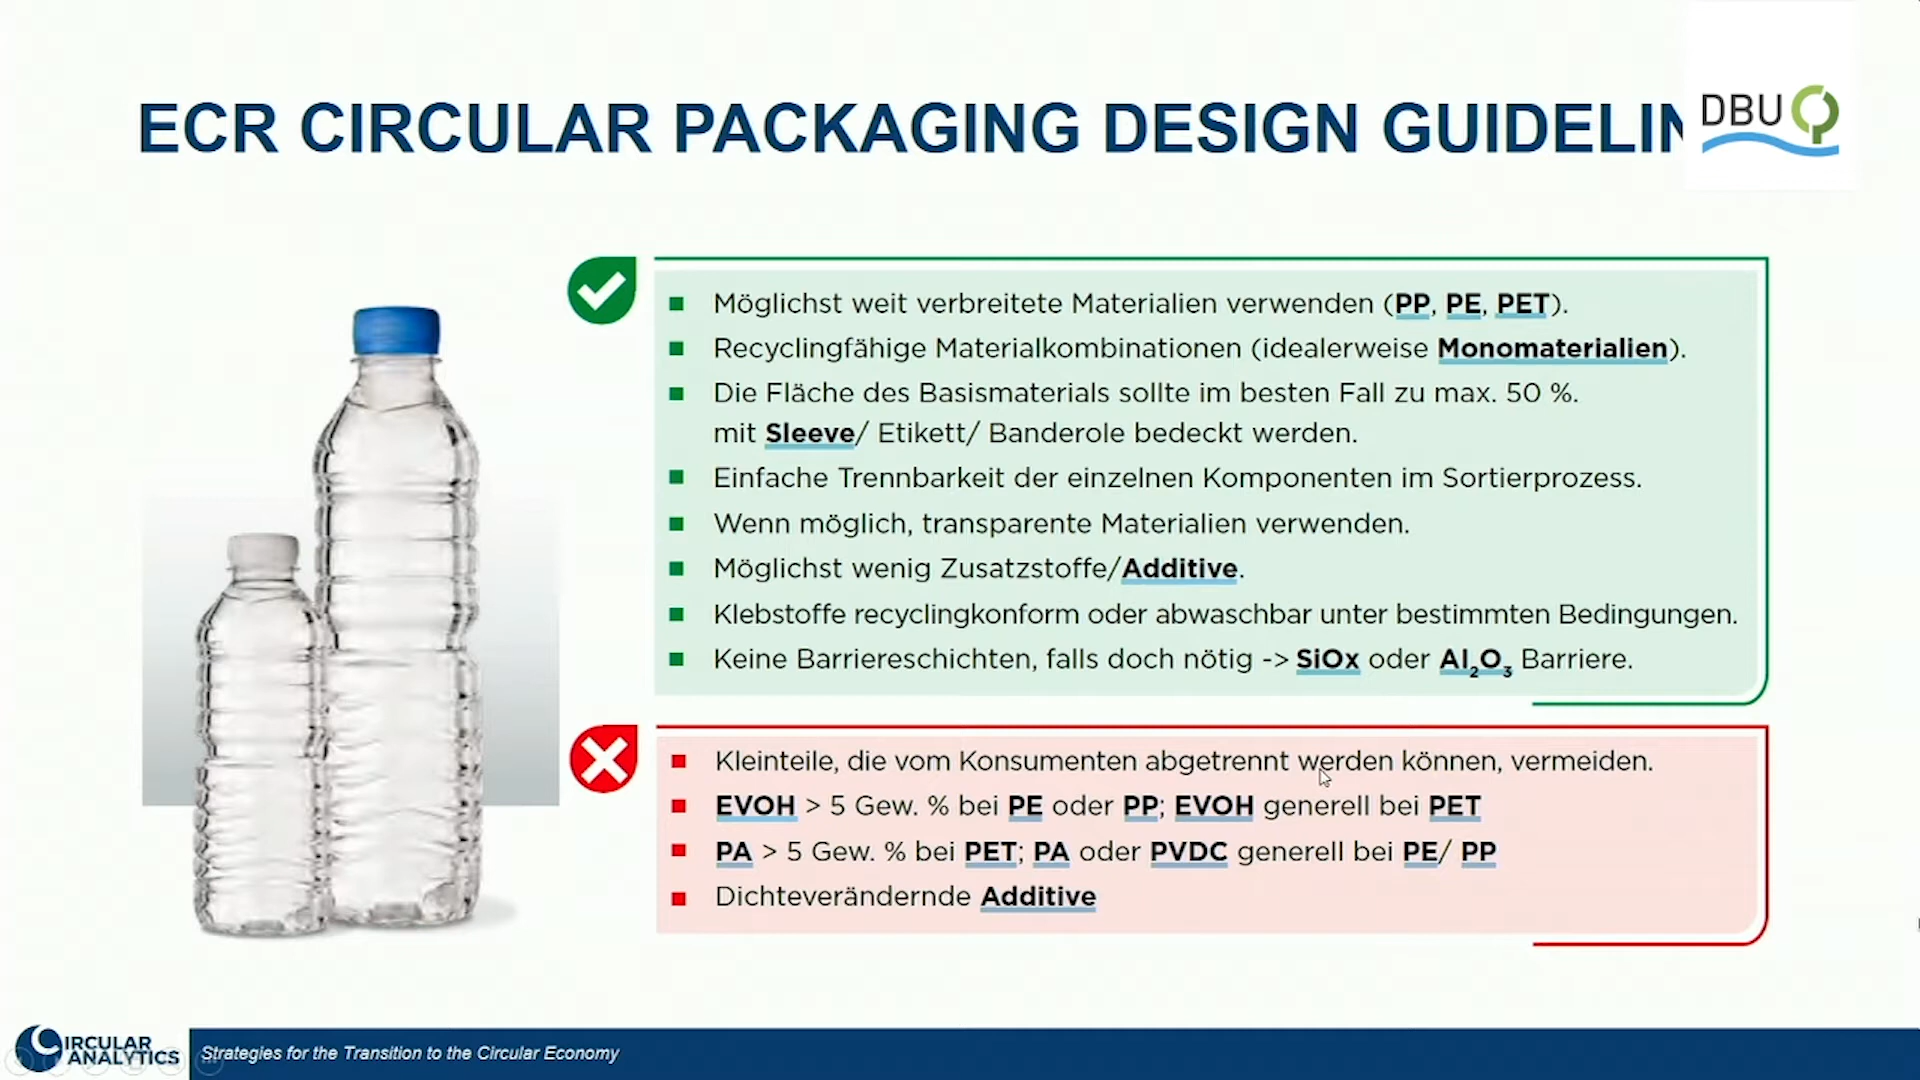 ECR CIRCULAR PACKAGING DESIGN GUIDELIN
DBU
Möglichst weit verbreitete Materialien verwenden (PP, PE, PET).
Recyclingfähige Materialkombinationen (idealerweise Monomaterialien).
Die Fläche des Basismaterials sollte im besten Fall zu max. 50 %.
mit Sleeve/ Etikett/ Banderole bedeckt werden.
Einfache Trennbarkeit der einzelnen Komponenten im Sortierprozess.
Wenn möglich, transparente Materialien verwenden.
Möglichst wenig Zusatzstoffe/Additive.
Klebstoffe recyclingkonform oder abwaschbar unter bestimmten Bedingungen.
Keine Barriereschichten, falls doch nötig -> SiOx oder Al₂O₃ Barriere.
Kleinteile, die vom Konsumenten abgetrennt werden können, vermeiden.
EVOH > 5 Gew. % bei PE oder PP; EVOH generell bei PET
PA > 5 Gew. % bei PET; PA oder PVDC generell bei PE/ PP
Dichteverändernde Additive
CIRCULAR
ANALYTICS
Strategies for the Transition to the Circular Economy